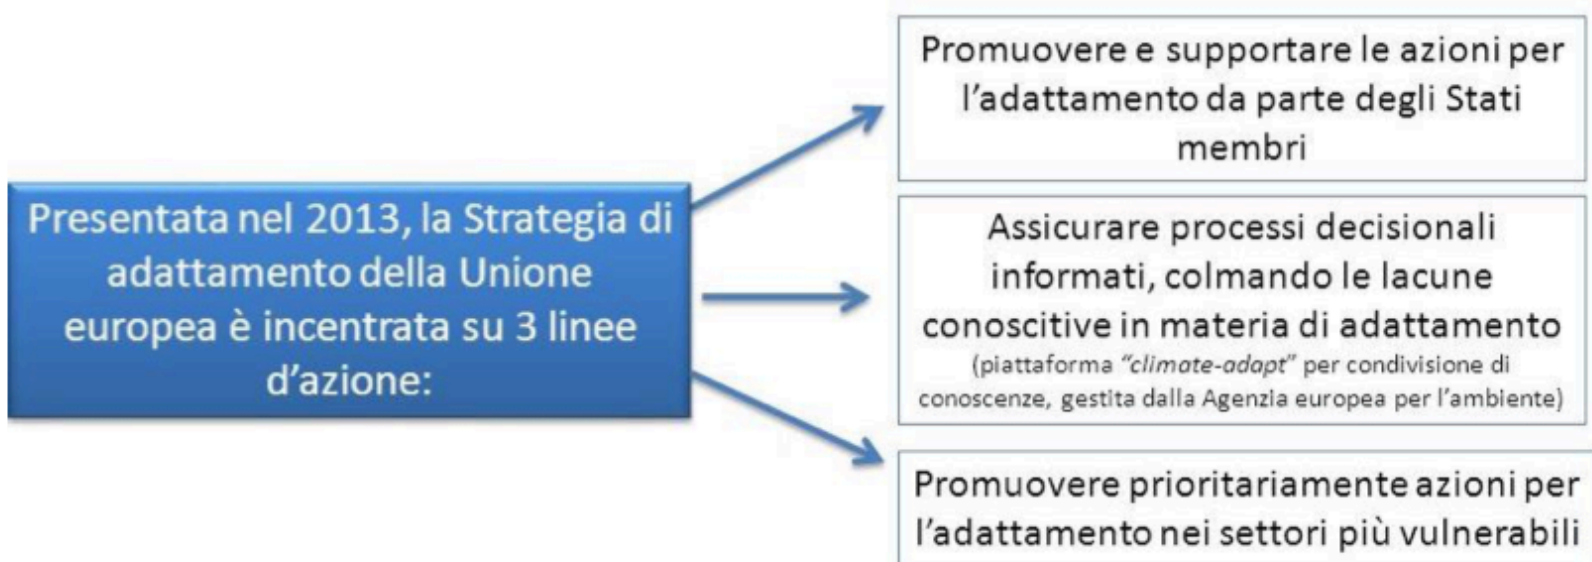 Presentata nel 2013, la Strategia di
adattamento della Unione
europea è incentrata su 3 linee
d'azione:
Promuovere e supportare le azioni per
l'adattamento da parte degli Stati
membri
Assicurare processi decisionali
informati, colmando le lacune
conoscitive in materia di adattamento
(piattaforma "climate-adapt" per condivisione di
conoscenze, gestita dalla Agenzia europea per l'ambiente)
Promuovere prioritariamente azioni per
l'adattamento nei settori più vulnerabili